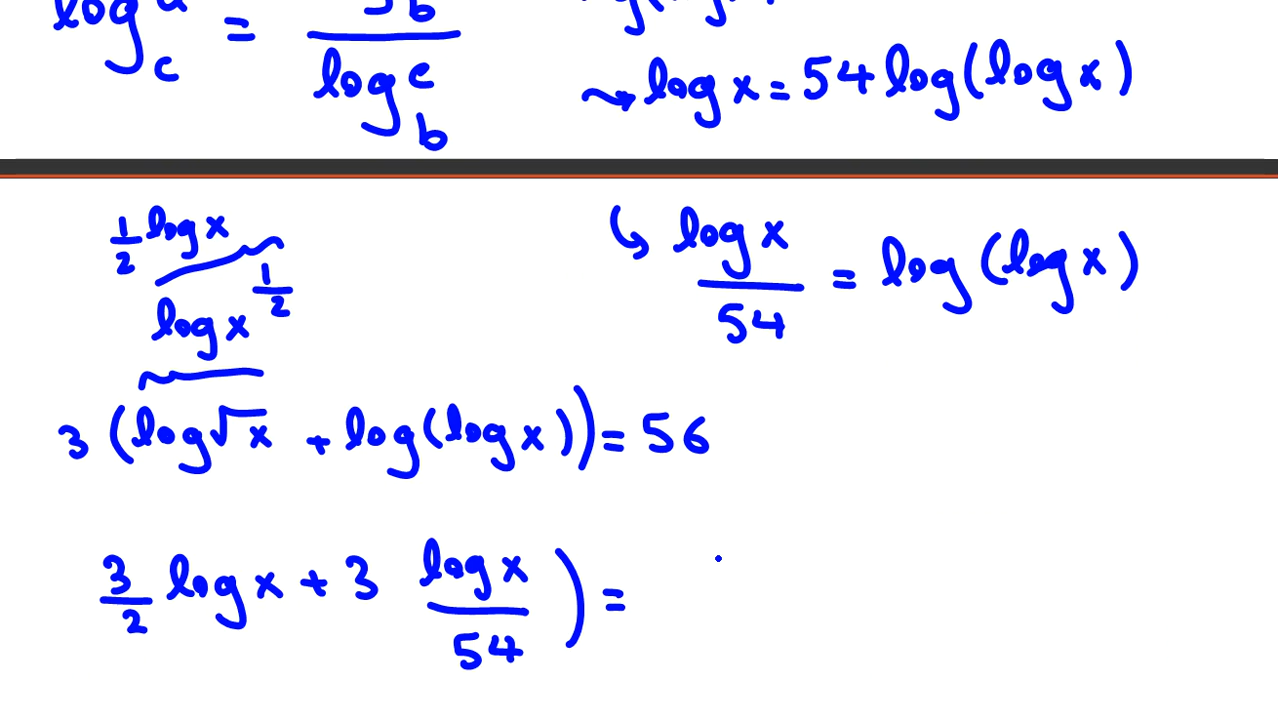 log_c = / log_b^c
→ log x = 54 log(log x)
1/2 log x
log x^1/2
↳ log x / 54 = log (log x)
3 (log √x + log(log x)) = 56
3/2 log x + 3 log x / 54 ) =